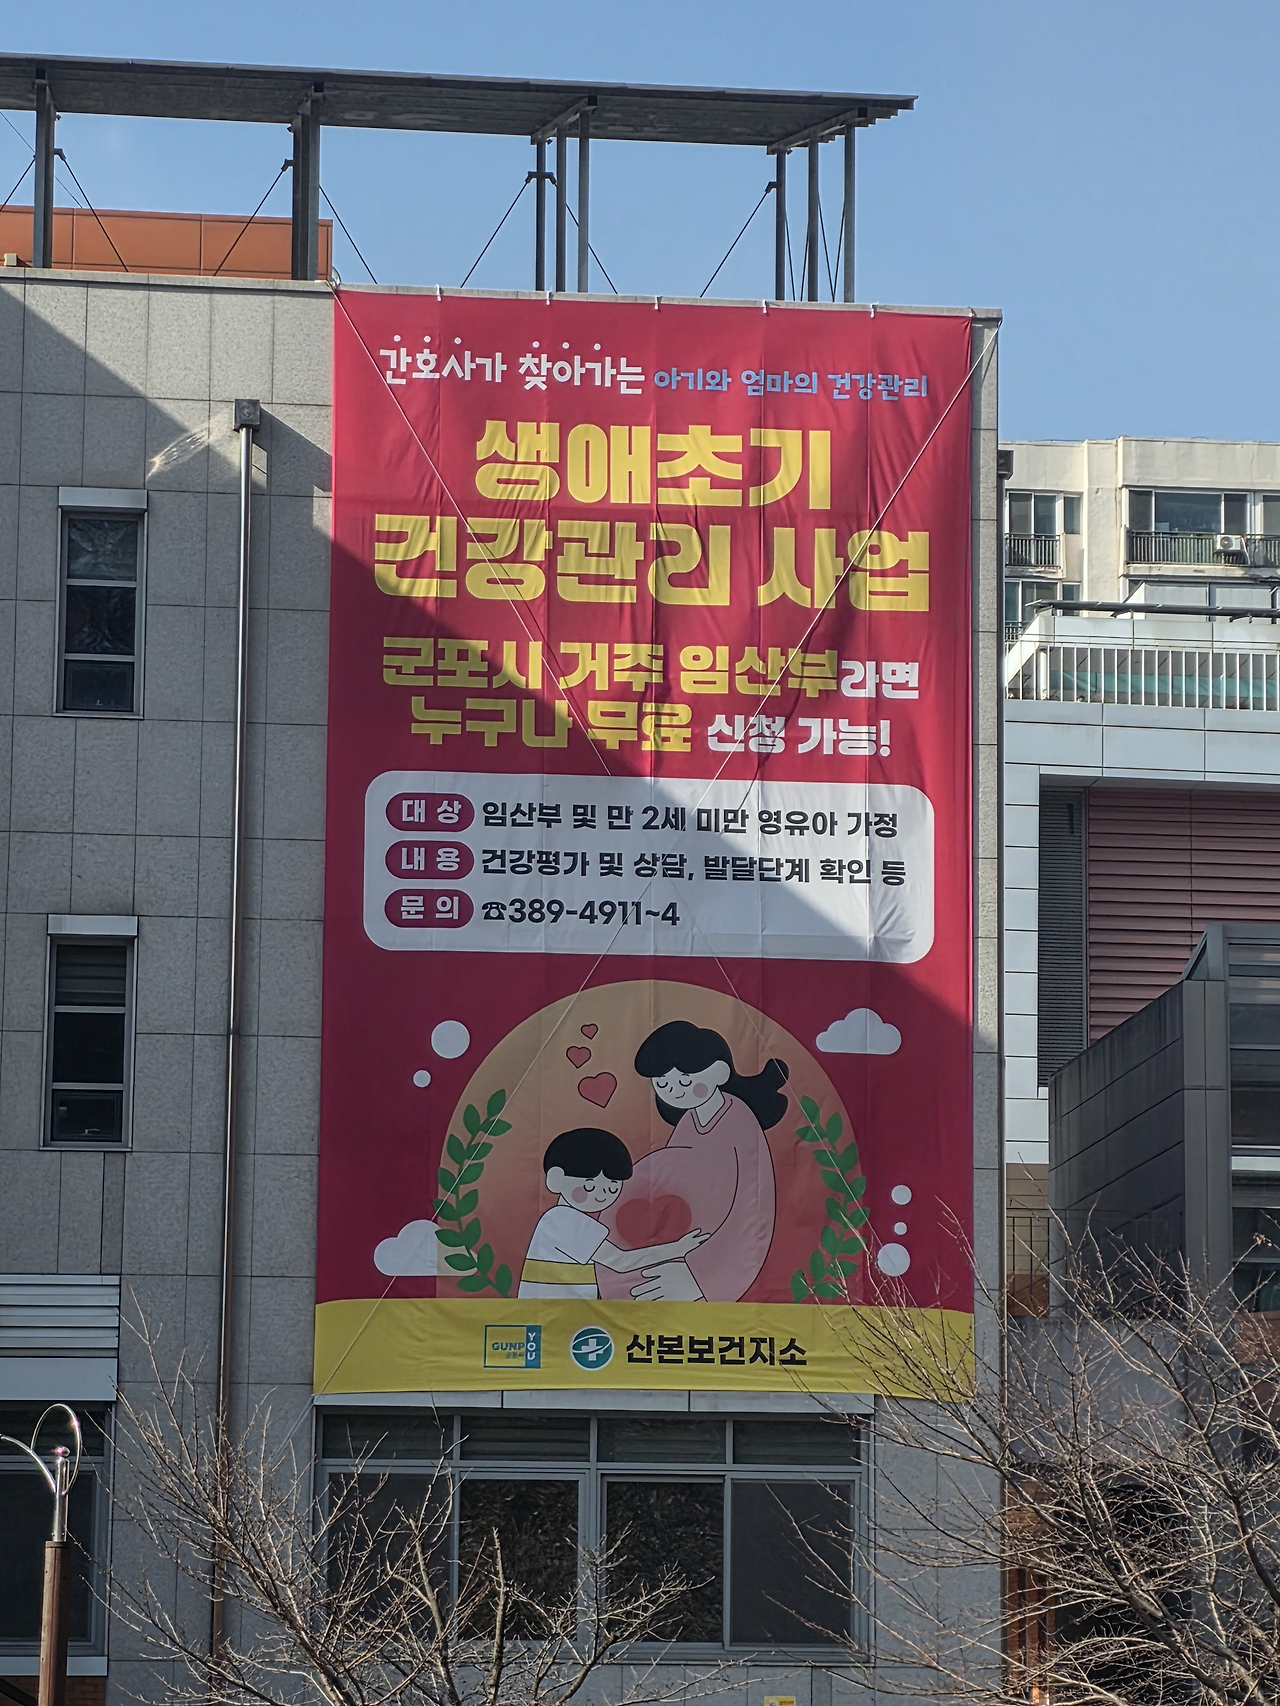 간호사가 찾아가는 아기와 엄마의 건강관리
생애초기
건강관리 사업
군포시 거주 임산부라면
누구나 무료 신청 가능!
대상 임산부 및 만 2세 미만 영유아 가정
내용 건강평가 및 상담, 발달단계 확인 등
문의 ☎389-4911~4
GUNP YOU
산본보건지소